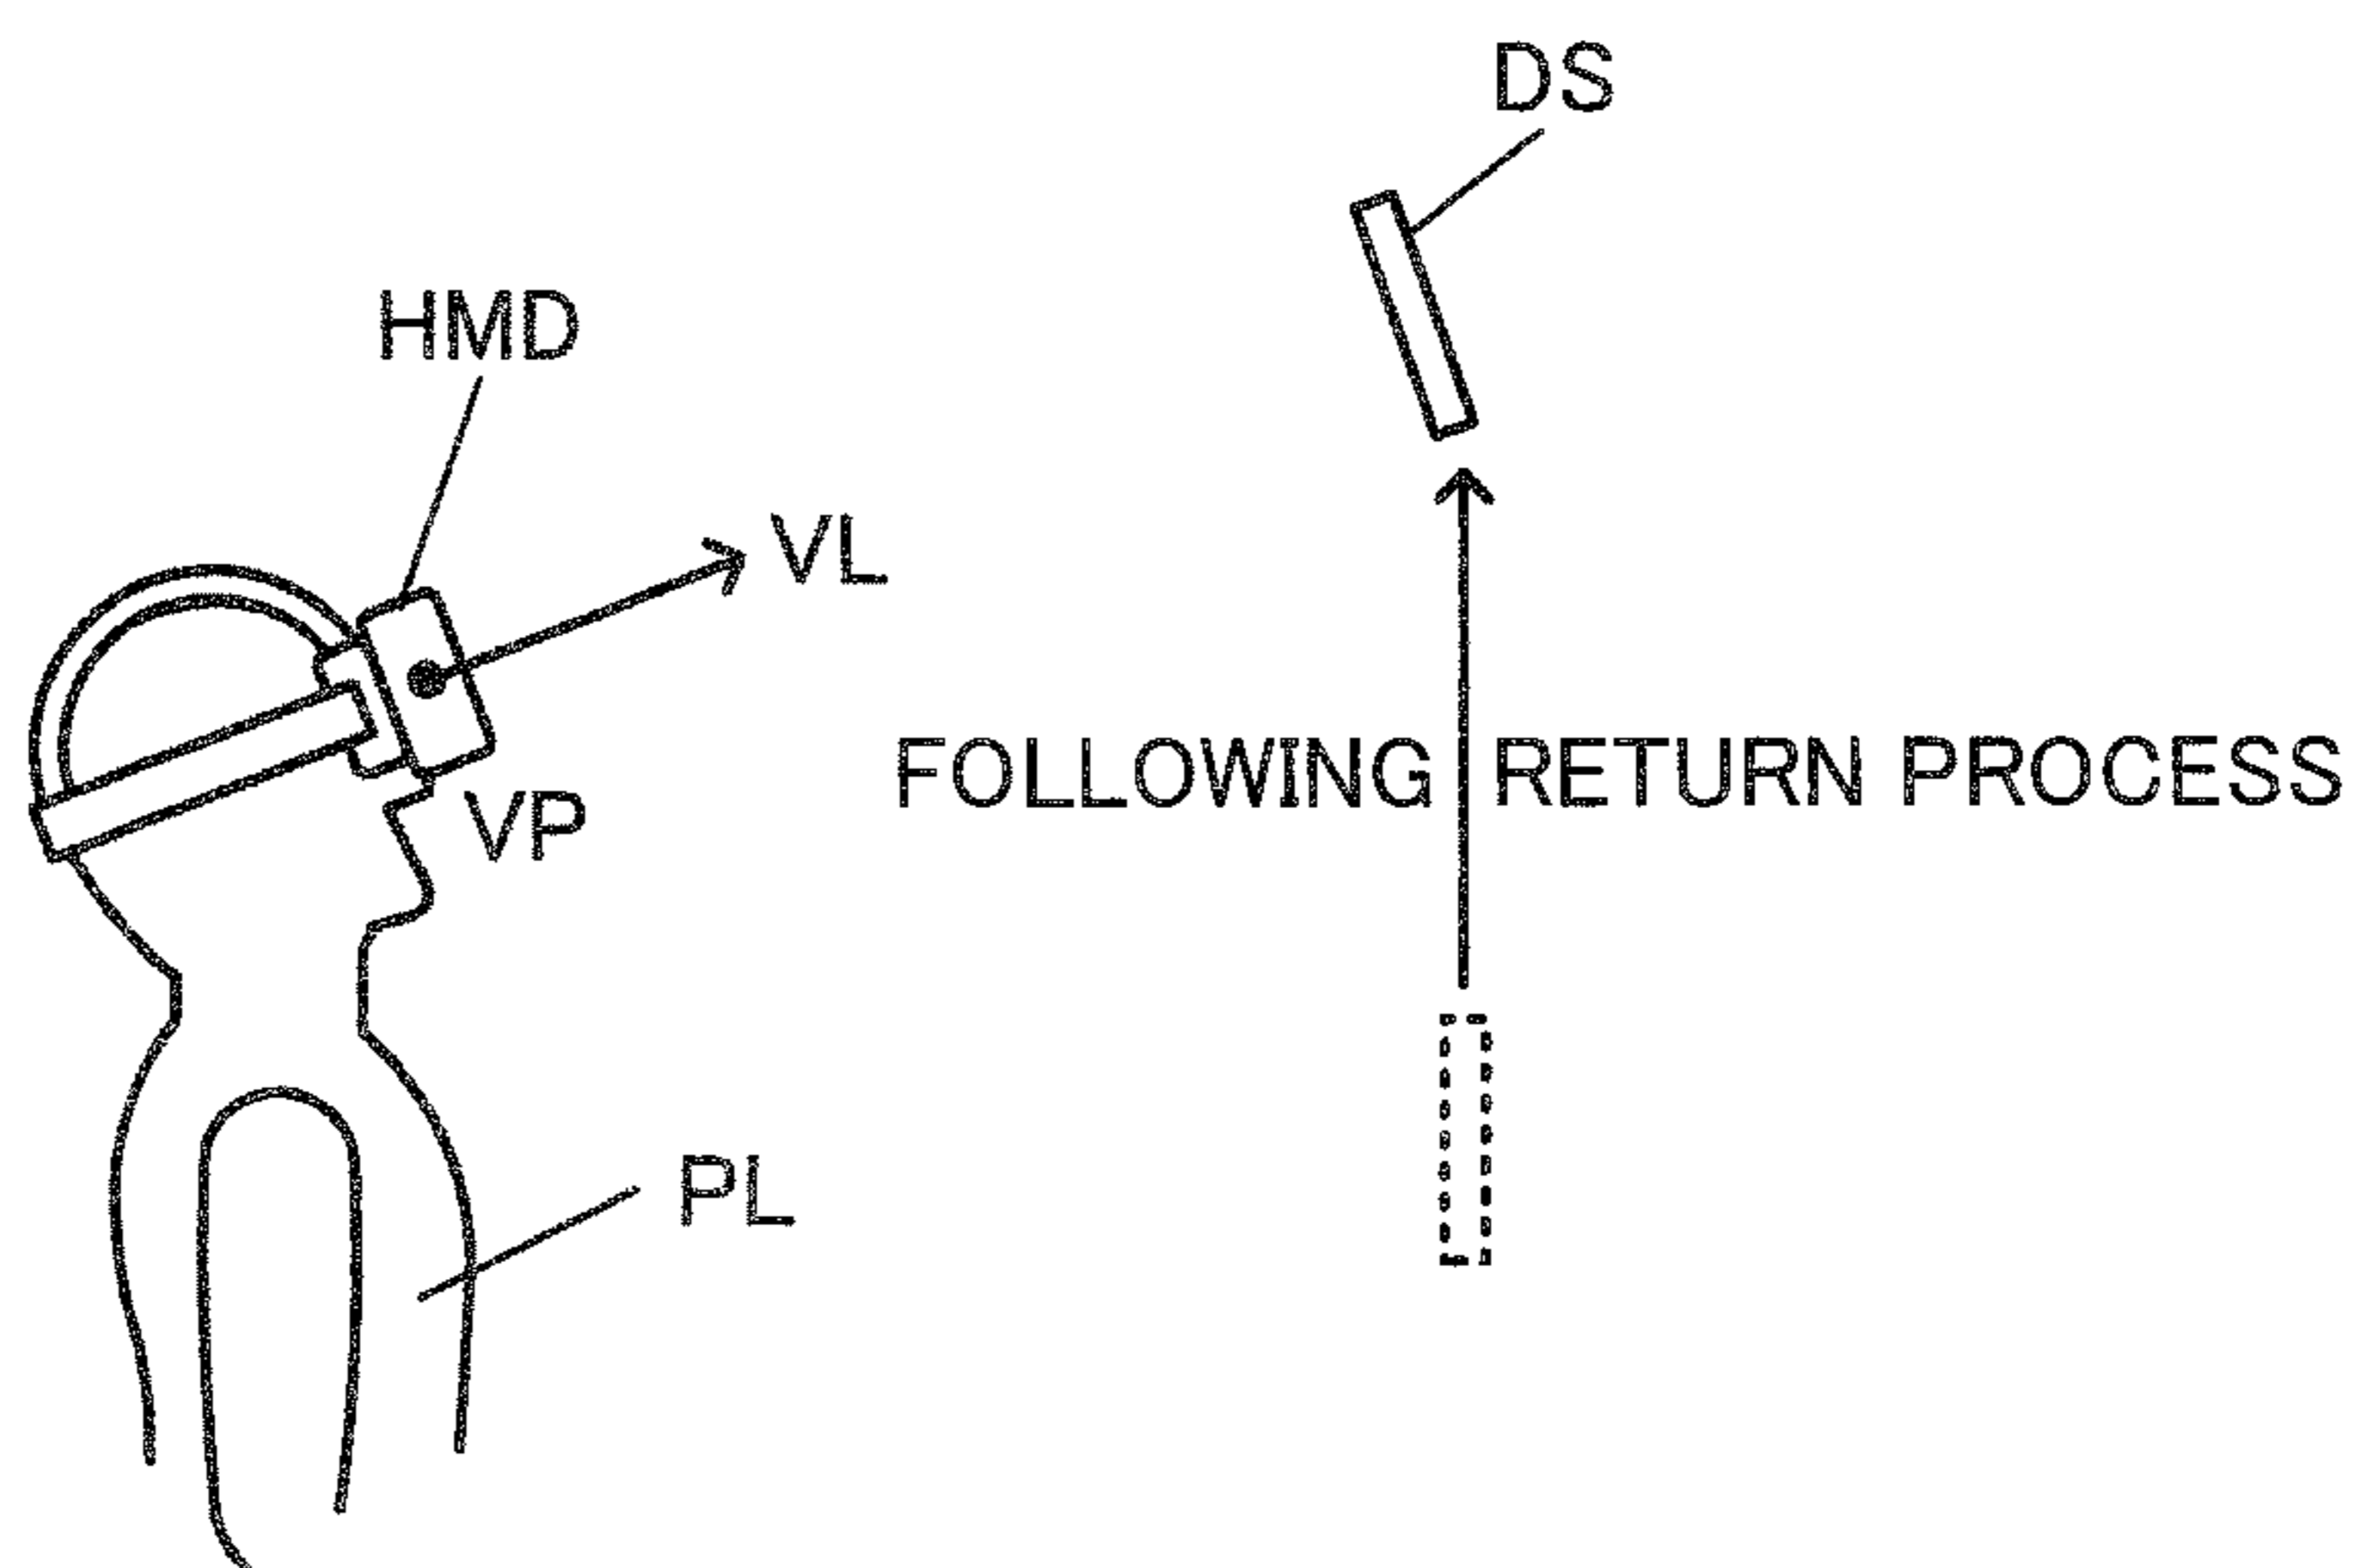 DS
HMD
VL
FOLLOWING RETURN PROCESS
VP
PL